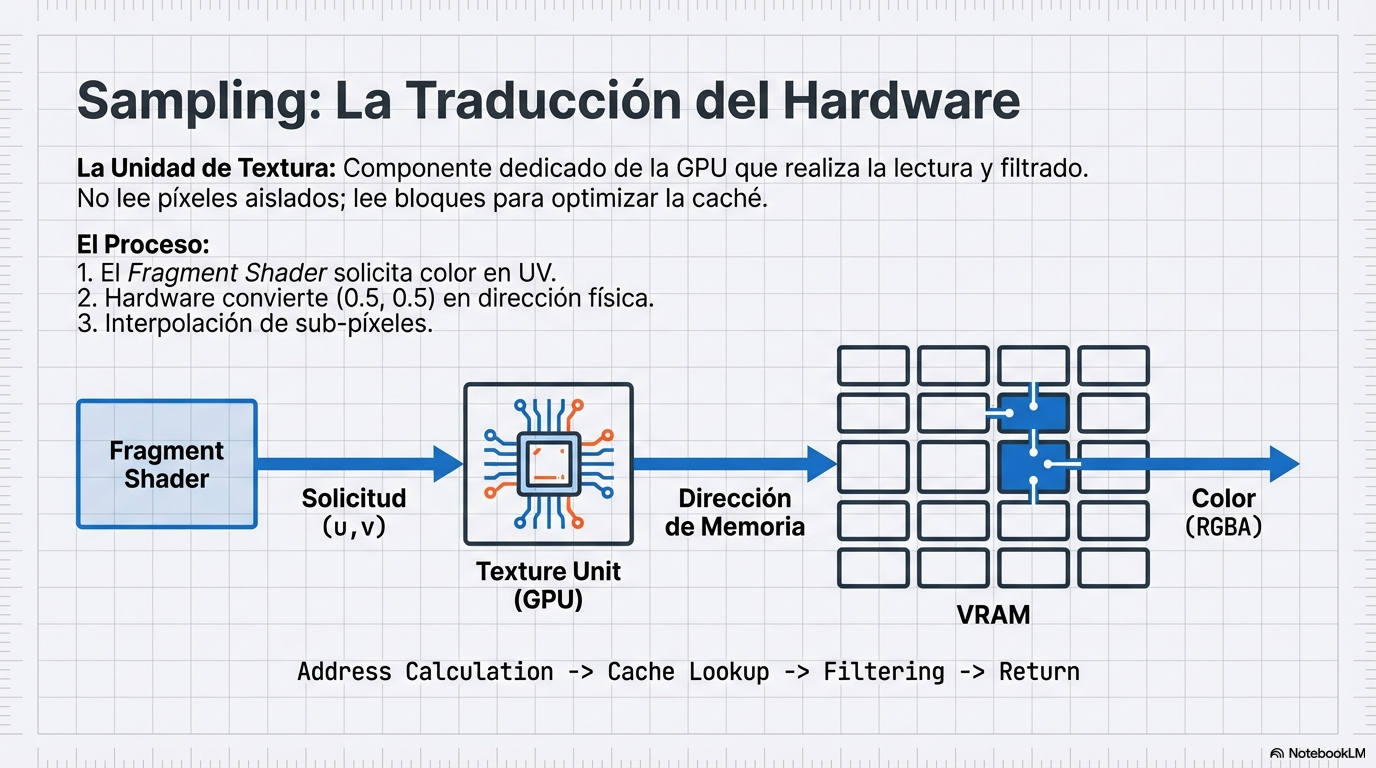 Sampling: La Traducción del Hardware
La Unidad de Textura: Componente dedicado de la GPU que realiza la lectura y filtrado.
No lee píxeles aislados; lee bloques para optimizar la caché.
El Proceso:
1. El Fragment Shader solicita color en UV.
2. Hardware convierte (0.5, 0.5) en dirección física.
3. Interpolación de sub-píxeles.
Fragment
Shader
Solicitud
(u,v)
Texture Unit
(GPU)
Dirección
de Memoria
VRAM
Color
(RGBA)
Address Calculation -> Cache Lookup -> Filtering -> Return
NotebookLM